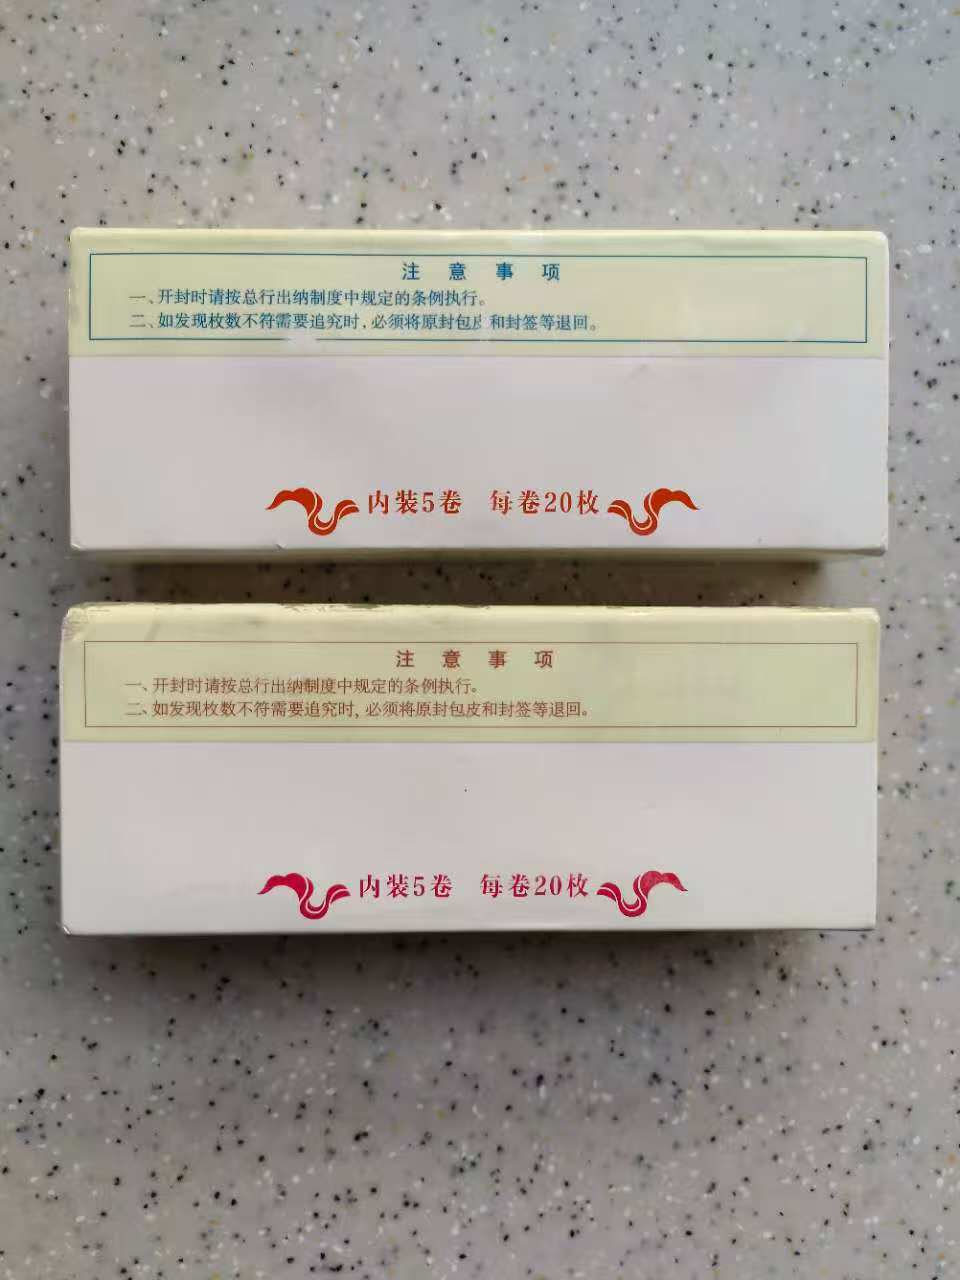 注意事项
一、开封时请按总行出纳制度中规定的条例执行。
二、如发现枚数不符需要追究时，必须将原封包皮和封签等退回。
内装5卷 每卷20枚
注意事项
一、开封时请按总行出纳制度中规定的条例执行。
二、如发现枚数不符需要追究时，必须将原封包皮和封签等退回。
内装5卷 每卷20枚